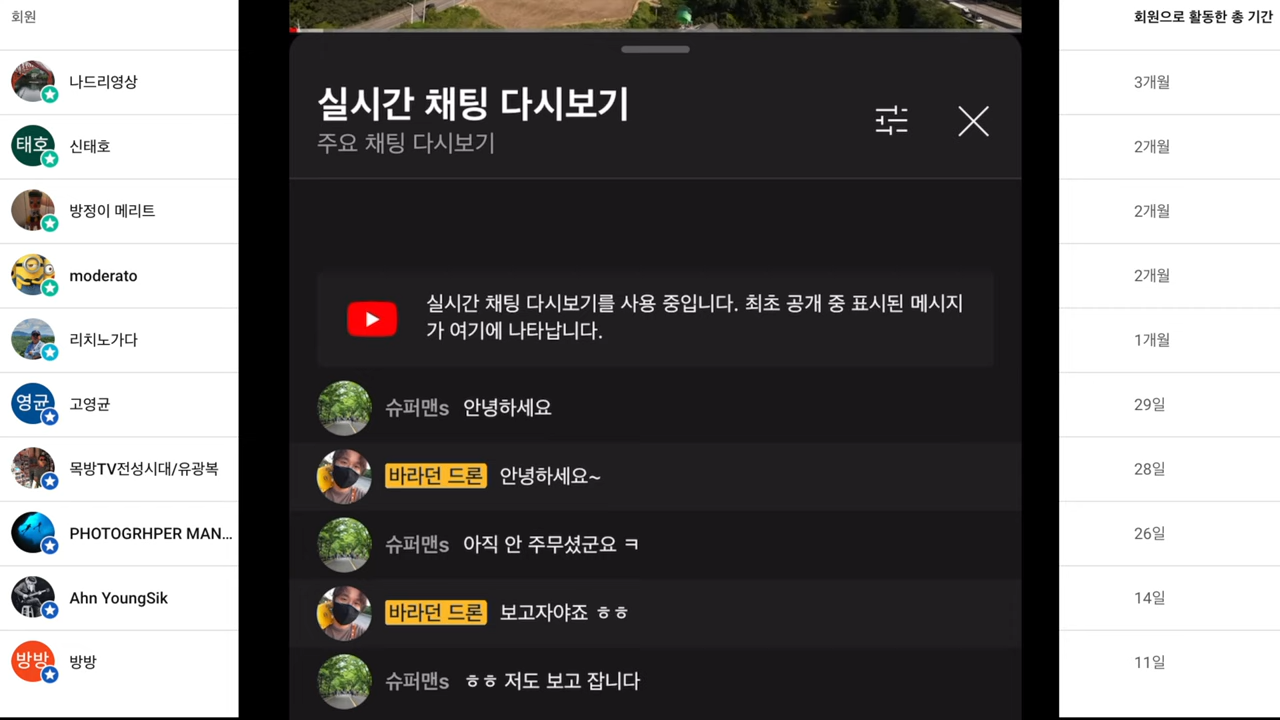 회원
회원으로 활동한 총 기간
나드리영상
3개월
태호
신태호
2개월
방정이 메리트
2개월
moderato
2개월
리치노가다
1개월
영균
고영균
29일
목방TV전성시대/유광복
28일
PHOTOGRHPER MAN...
26일
Ahn YoungSik
14일
방방
방방
11일
실시간 채팅 다시보기
주요 채팅 다시보기
실시간 채팅 다시보기를 사용 중입니다. 최초 공개 중 표시된 메시지
가 여기에 나타납니다.
슈퍼맨s 안녕하세요
바라던 드론 안녕하세요~
슈퍼맨s 아직 안 주무셨군요 ㅋ
바라던 드론 보고자야죠 ㅎㅎ
슈퍼맨s ㅎㅎ 저도 보고 잡니다